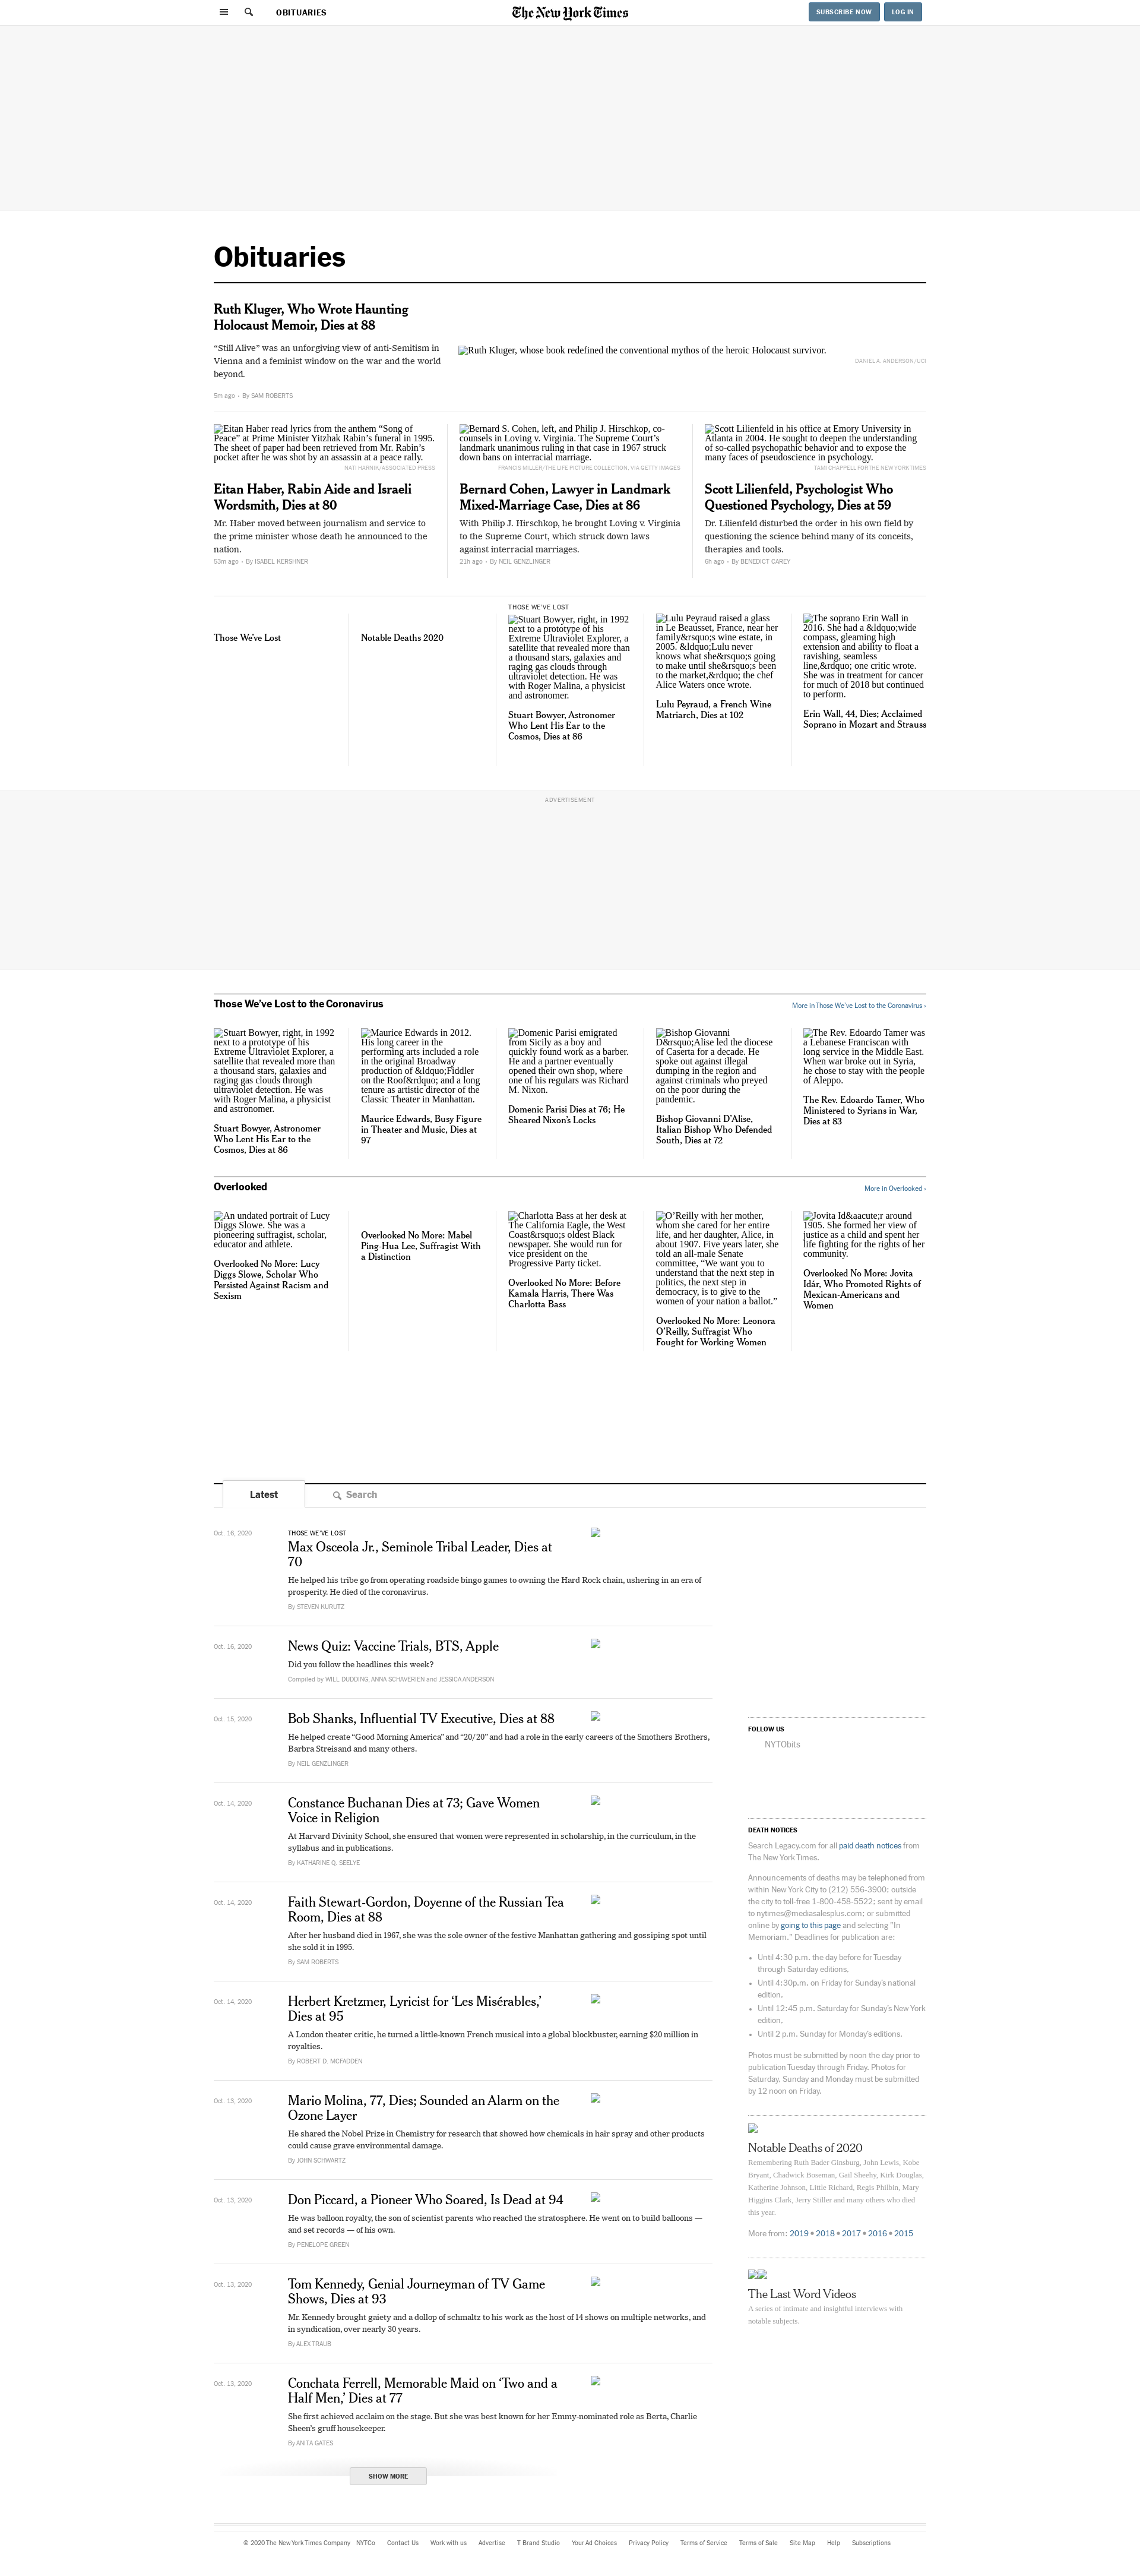 OBITUARIES
The New York Times
SUBSCRIBE NOW
LOG IN
Obituaries
Ruth Kluger, Who Wrote Haunting
Holocaust Memoir, Dies at 88
“Still Alive” was an unforgiving view of anti-Semitism in
Vienna and a feminist window on the war and the world
beyond.
5m ago • By SAM ROBERTS
Ruth Kluger, whose book redefined the conventional mythos of the heroic Holocaust survivor.
DANIEL A. ANDERSON/UCI
Eitan Haber read lyrics from the anthem “Song of
Peace” at Prime Minister Yitzhak Rabin’s funeral in 1995.
The sheet of paper had been retrieved from Mr. Rabin’s
pocket after he was shot by an assassin at a peace rally.
NATI HARNIK/ASSOCIATED PRESS
Eitan Haber, Rabin Aide and Israeli
Wordsmith, Dies at 80
Mr. Haber moved between journalism and service to
the prime minister whose death he announced to the
nation.
53m ago • By ISABEL KERSHNER
Bernard S. Cohen, left, and Philip J. Hirschkop, co-
counsels in Loving v. Virginia. The Supreme Court’s
landmark unanimous ruling in that case in 1967 struck
down bans on interracial marriage.
FRANCIS MILLER/THE LIFE PICTURE COLLECTION, VIA GETTY IMAGES
Bernard Cohen, Lawyer in Landmark
Mixed-Marriage Case, Dies at 86
With Philip J. Hirschkop, he brought Loving v. Virginia
to the Supreme Court, which struck down laws
against interracial marriages.
21h ago • By NEIL GENZLINGER
Scott Lilienfeld in his office at Emory University in
Atlanta in 2004. He sought to deepen the understanding
of so-called psychopathic behavior and to expose the
many faces of pseudoscience in psychology.
TAMI CHAPPELL FOR THE NEW YORK TIMES
Scott Lilienfeld, Psychologist Who
Questioned Psychology, Dies at 59
Dr. Lilienfeld disturbed the order in his own field by
questioning the science behind many of its conceits,
therapies and tools.
6h ago • By BENEDICT CAREY
Those We’ve Lost
Notable Deaths 2020
THOSE WE’VE LOST
Stuart Bowyer, right, in 1992
next to a prototype of his
Extreme Ultraviolet Explorer, a
satellite that revealed more than
a thousand stars, galaxies and
raging gas clouds through
ultraviolet detection. He was
with Roger Malina, a physicist
and astronomer.
Stuart Bowyer, Astronomer
Who Lent His Ear to the
Cosmos, Dies at 86
Lulu Peyraud raised a glass
in Le Beausset, France, near her
family&rsquo;s wine estate, in
2005. &ldquo;Lulu never
knows what she&rsquo;s going
to make until she&rsquo;s been
to the market,&rdquo; the chef
Alice Waters once wrote.
Lulu Peyraud, a French Wine
Matriarch, Dies at 102
The soprano Erin Wall in
2016. She had a &ldquo;wide
compass, gleaming high
extension and ability to float a
ravishing, seamless
line,&rdquo; one critic wrote.
She was in treatment for cancer
for much of 2018 but continued
to perform.
Erin Wall, 44, Dies; Acclaimed
Soprano in Mozart and Strauss
ADVERTISEMENT
Those We’ve Lost to the Coronavirus
More in Those We’ve Lost to the Coronavirus ›
Stuart Bowyer, right, in 1992
next to a prototype of his
Extreme Ultraviolet Explorer, a
satellite that revealed more than
a thousand stars, galaxies and
raging gas clouds through
ultraviolet detection. He was
with Roger Malina, a physicist
and astronomer.
Stuart Bowyer, Astronomer
Who Lent His Ear to the
Cosmos, Dies at 86
Maurice Edwards in 2012.
His long career in the
performing arts included a role
in the original Broadway
production of &ldquo;Fiddler
on the Roof&rdquo; and a long
tenure as artistic director of the
Classic Theater in Manhattan.
Maurice Edwards, Busy Figure
in Theater and Music, Dies at
97
Domenic Parisi emigrated
from Sicily as a boy and
quickly found work as a barber.
He and a partner eventually
opened their own shop, where
one of his regulars was Richard
M. Nixon.
Domenic Parisi Dies at 76; He
Sheared Nixon’s Locks
Bishop Giovanni
D&rsquo;Alise led the diocese
of Caserta for a decade. He
spoke out against illegal
dumping in the region and
against criminals who preyed
on the poor during the
pandemic.
Bishop Giovanni D’Alise,
Italian Bishop Who Defended
South, Dies at 72
The Rev. Edoardo Tamer was
a Lebanese Franciscan with
long service in the Middle East.
When war broke out in Syria,
he chose to stay with the people
of Aleppo.
The Rev. Edoardo Tamer, Who
Ministered to Syrians in War,
Dies at 83
Overlooked
More in Overlooked ›
An undated portrait of Lucy
Diggs Slowe. She was a
pioneering suffragist, scholar,
educator and athlete.
Overlooked No More: Lucy
Diggs Slowe, Scholar Who
Persisted Against Racism and
Sexism
Overlooked No More: Mabel
Ping-Hua Lee, Suffragist With
a Distinction
Charlotta Bass at her desk at
The California Eagle, the West
Coast&rsquo;s oldest Black
newspaper. She would run for
vice president on the
Progressive Party ticket.
Overlooked No More: Before
Kamala Harris, There Was
Charlotta Bass
O’Reilly with her mother,
whom she cared for her entire
life, and her daughter, Alice, in
about 1907. Five years later, she
told an all-male Senate
committee, “We want you to
understand that the next step in
politics, the next step in
democracy, is to give to the
women of your nation a ballot.”
Overlooked No More: Leonora
O’Reilly, Suffragist Who
Fought for Working Women
Jovita Id&aacute;r around
1905. She formed her view of
justice as a child and spent her
life fighting for the rights of her
community.
Overlooked No More: Jovita
Idár, Who Promoted Rights of
Mexican-Americans and
Women
Latest
Search
Oct. 16, 2020
THOSE WE’VE LOST
Max Osceola Jr., Seminole Tribal Leader, Dies at
70
He helped his tribe go from operating roadside bingo games to owning the Hard Rock chain, ushering in an era of
prosperity. He died of the coronavirus.
By STEVEN KURUTZ
Oct. 16, 2020
News Quiz: Vaccine Trials, BTS, Apple
Did you follow the headlines this week?
Compiled by WILL DUDDING, ANNA SCHAVERIEN and JESSICA ANDERSON
Oct. 15, 2020
Bob Shanks, Influential TV Executive, Dies at 88
He helped create “Good Morning America” and “20/20” and had a role in the early careers of the Smothers Brothers,
Barbra Streisand and many others.
By NEIL GENZLINGER
Oct. 14, 2020
Constance Buchanan Dies at 73; Gave Women
Voice in Religion
At Harvard Divinity School, she ensured that women were represented in scholarship, in the curriculum, in the
syllabus and in publications.
By KATHARINE Q. SEELYE
Oct. 14, 2020
Faith Stewart-Gordon, Doyenne of the Russian Tea
Room, Dies at 88
After her husband died in 1967, she was the sole owner of the festive Manhattan gathering and gossiping spot until
she sold it in 1995.
By SAM ROBERTS
Oct. 14, 2020
Herbert Kretzmer, Lyricist for ‘Les Misérables,’
Dies at 95
A London theater critic, he turned a little-known French musical into a global blockbuster, earning $20 million in
royalties.
By ROBERT D. MCFADDEN
Oct. 13, 2020
Mario Molina, 77, Dies; Sounded an Alarm on the
Ozone Layer
He shared the Nobel Prize in Chemistry for research that showed how chemicals in hair spray and other products
could cause grave environmental damage.
By JOHN SCHWARTZ
Oct. 13, 2020
Don Piccard, a Pioneer Who Soared, Is Dead at 94
He was balloon royalty, the son of scientist parents who reached the stratosphere. He went on to build balloons —
and set records — of his own.
By PENELOPE GREEN
Oct. 13, 2020
Tom Kennedy, Genial Journeyman of TV Game
Shows, Dies at 93
Mr. Kennedy brought gaiety and a dollop of schmaltz to his work as the host of 14 shows on multiple networks, and
in syndication, over nearly 30 years.
By ALEX TRAUB
Oct. 13, 2020
Conchata Ferrell, Memorable Maid on ‘Two and a
Half Men,’ Dies at 77
She first achieved acclaim on the stage. But she was best known for her Emmy-nominated role as Berta, Charlie
Sheen’s gruff housekeeper.
By ANITA GATES
SHOW MORE
FOLLOW US
NYTObits
DEATH NOTICES
Search Legacy.com for all paid death notices from
The New York Times.
Announcements of deaths may be telephoned from
within New York City to (212) 556-3900; outside
the city to toll-free 1-800-458-5522; sent by email
to nytimes@mediasalesplus.com; or submitted
online by going to this page and selecting "In
Memoriam." Deadlines for publication are:
• Until 4:30 p.m. the day before for Tuesday
through Saturday editions.
• Until 4:30p.m. on Friday for Sunday’s national
edition.
• Until 12:45 p.m. Saturday for Sunday’s New York
edition.
• Until 2 p.m. Sunday for Monday’s editions.
Photos must be submitted by noon the day prior to
publication Tuesday through Friday. Photos for
Saturday, Sunday and Monday must be submitted
by 12 noon on Friday.
Notable Deaths of 2020
Remembering Ruth Bader Ginsburg, John Lewis, Kobe
Bryant, Chadwick Boseman, Gail Sheehy, Kirk Douglas,
Katherine Johnson, Little Richard, Regis Philbin, Mary
Higgins Clark, Jerry Stiller and many others who died
this year.
More from: 2019 • 2018 • 2017 • 2016 • 2015
The Last Word Videos
A series of intimate and insightful interviews with
notable subjects.
© 2020 The New York Times Company NYTCo Contact Us Work with us Advertise T Brand Studio Your Ad Choices Privacy Policy Terms of Service Terms of Sale Site Map Help Subscriptions